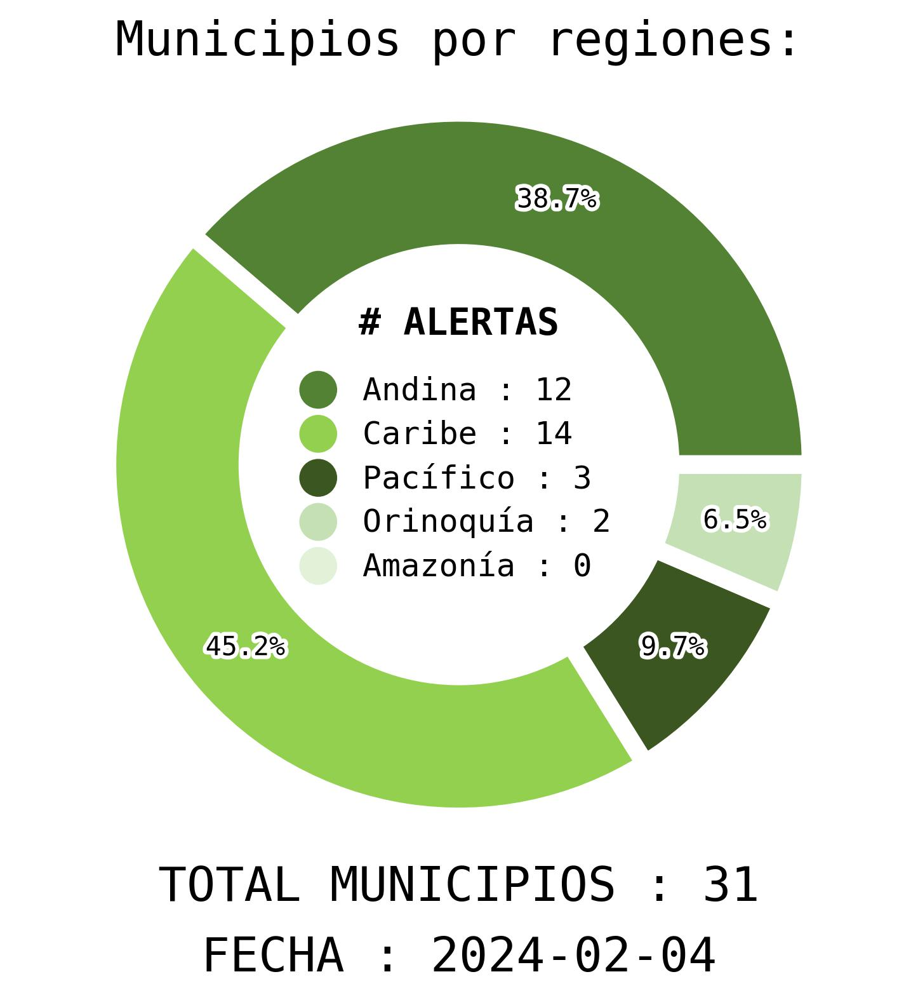 Municipios por regiones:
38.7%
# ALERTAS
Andina : 12
Caribe : 14
Pacífico : 3
Orinoquía : 2
Amazonía : 0
6.5%
9.7%
45.2%
TOTAL MUNICIPIOS : 31
FECHA : 2024-02-04